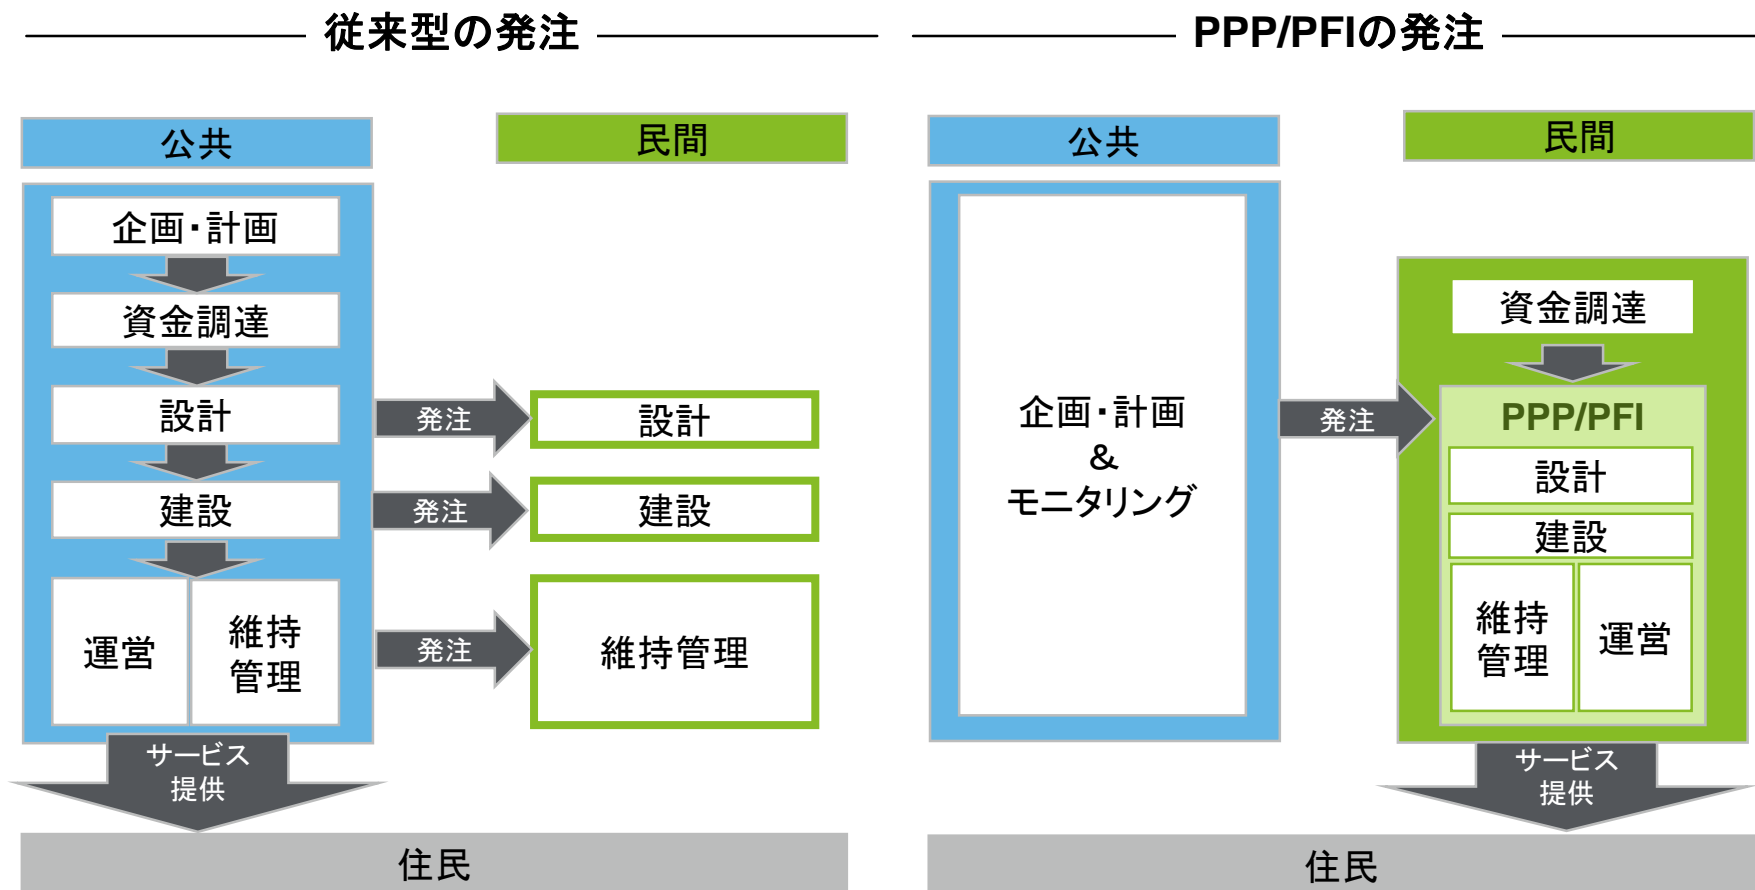 従来型の発注
公共
民間
企画・計画
資金調達
設計
建設
運営
維持
管理
発注
設計
発注
建設
発注
維持管理
サービス
提供
住民
PPP/PFIの発注
公共
民間
企画・計画
&
モニタリング
発注
資金調達
PPP/PFI
設計
建設
維持
管理
運営
サービス
提供
住民